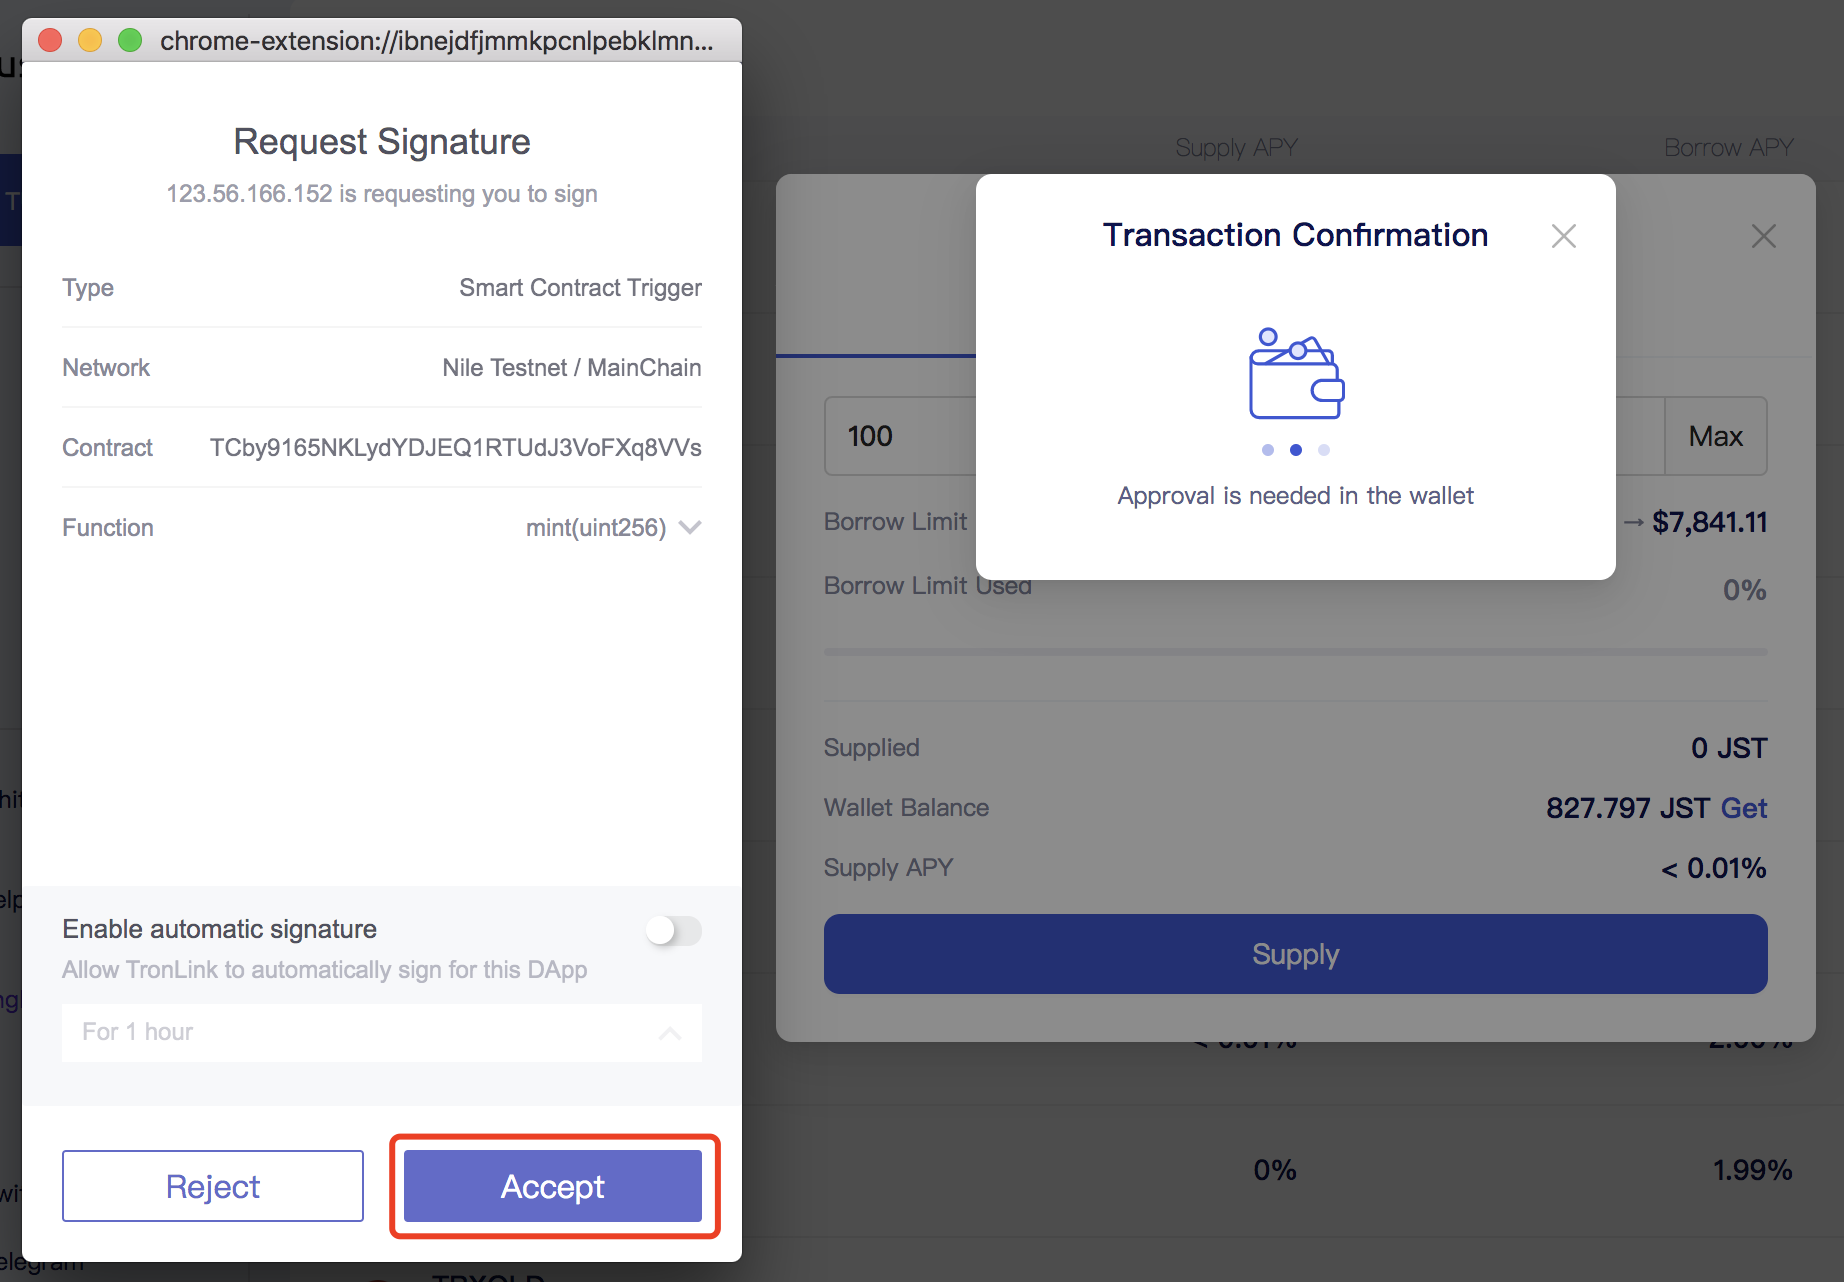 chrome-extension://ibnejdfjmmkpcnlpebklmn...
Request Signature
123.56.166.152 is requesting you to sign
Type Smart Contract Trigger
Network Nile Testnet / MainChain
Contract TCby9165NKLydYDJEQ1RTUdJ3VoFXq8VVs
Function mint(uint256)
Enable automatic signature
Allow TronLink to automatically sign for this DApp
For 1 hour
Reject Accept
Supply APY Borrow APY
Transaction Confirmation
Approval is needed in the wallet
100 Max
Borrow Limit → $7,841.11
Borrow Limit Used 0%
Supplied 0 JST
Wallet Balance 827.797 JST Get
Supply APY < 0.01%
Supply
0% 1.99%